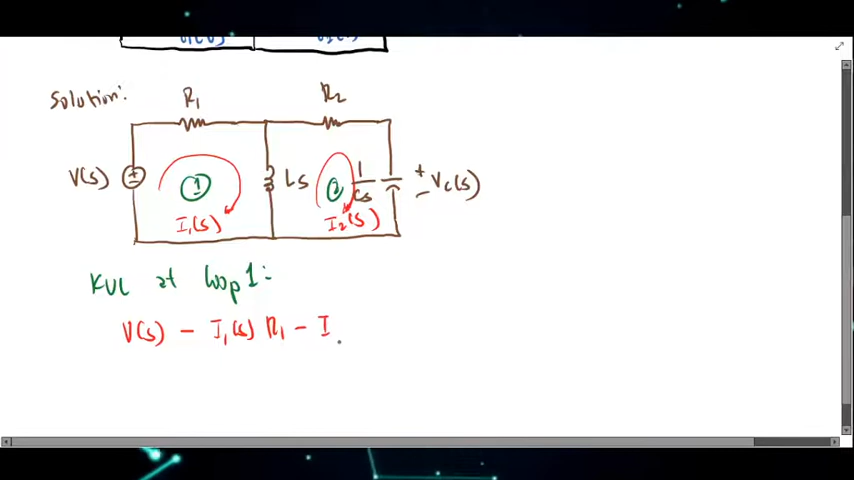 Solution:
R₁ R₂
V(s) ± 1 Ls 2 1/Cs + - Vc(s)
I₁(s) I₂(s)
KVL at loop 1:
V(s) - I₁(s) R₁ - I